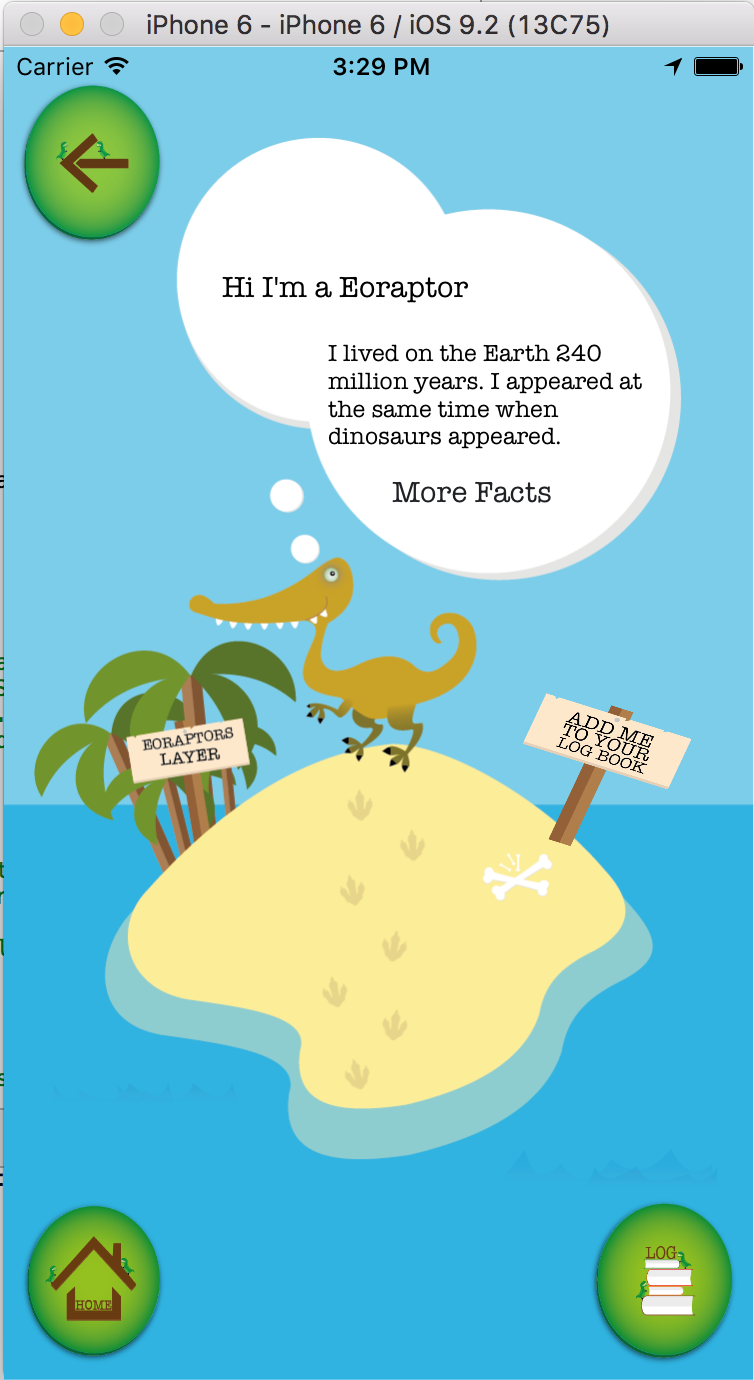 iPhone 6 - iPhone 6 / iOS 9.2 (13C75)
Carrier 3:29 PM
Hi I'm a Eoraptor
I lived on the Earth 240
million years. I appeared at
the same time when
dinosaurs appeared.
More Facts
EORAPTORS
LAYER
ADD ME
TO YOUR
LOG BOOK
HOME
LOG